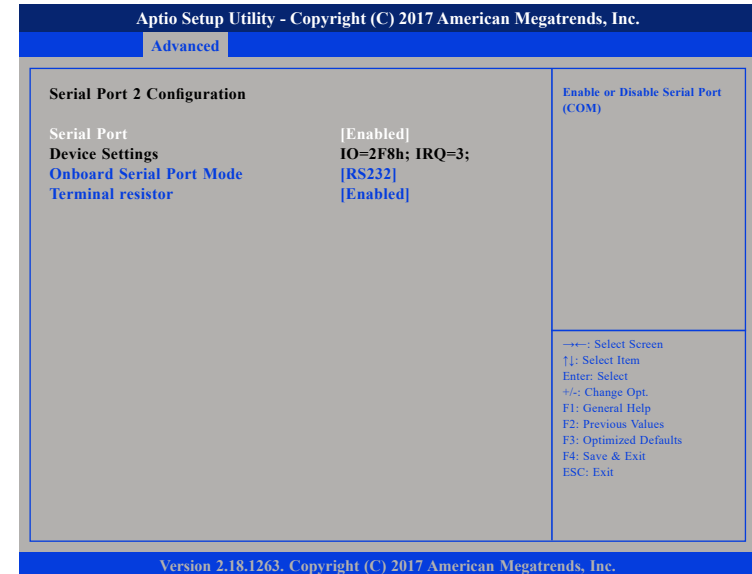 Aptio Setup Utility - Copyright (C) 2017 American Megatrends, Inc.
Advanced
Serial Port 2 Configuration
Serial Port [Enabled]
Device Settings IO=2F8h; IRQ=3;
Onboard Serial Port Mode [RS232]
Terminal resistor [Enabled]
Enable or Disable Serial Port
(COM)
→←: Select Screen
↑↓: Select Item
Enter: Select
+/-: Change Opt.
F1: General Help
F2: Previous Values
F3: Optimized Defaults
F4: Save & Exit
ESC: Exit
Version 2.18.1263. Copyright (C) 2017 American Megatrends, Inc.